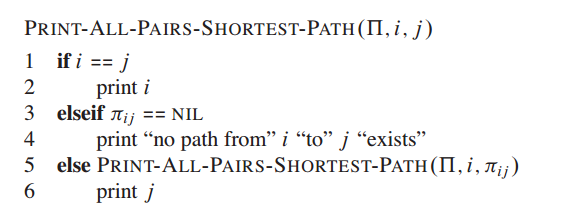 PRINT-ALL-PAIRS-SHORTEST-PATH(Π, i, j)
1 if i == j
2 print i
3 elseif π_ij == NIL
4 print “no path from” i “to” j “exists”
5 else PRINT-ALL-PAIRS-SHORTEST-PATH(Π, i, π_ij)
6 print j